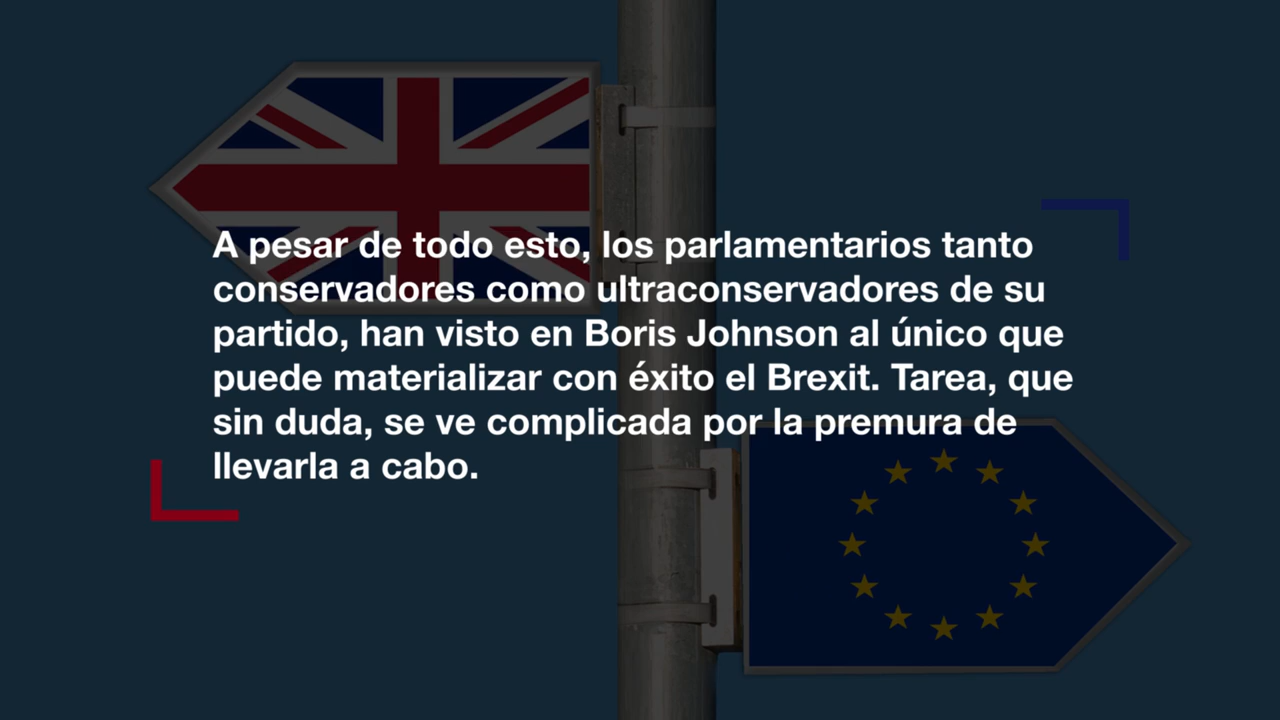 A pesar de todo esto, los parlamentarios tanto
conservadores como ultraconservadores de su
partido, han visto en Boris Johnson al único que
puede materializar con éxito el Brexit. Tarea, que
sin duda, se ve complicada por la premura de
llevarla a cabo.